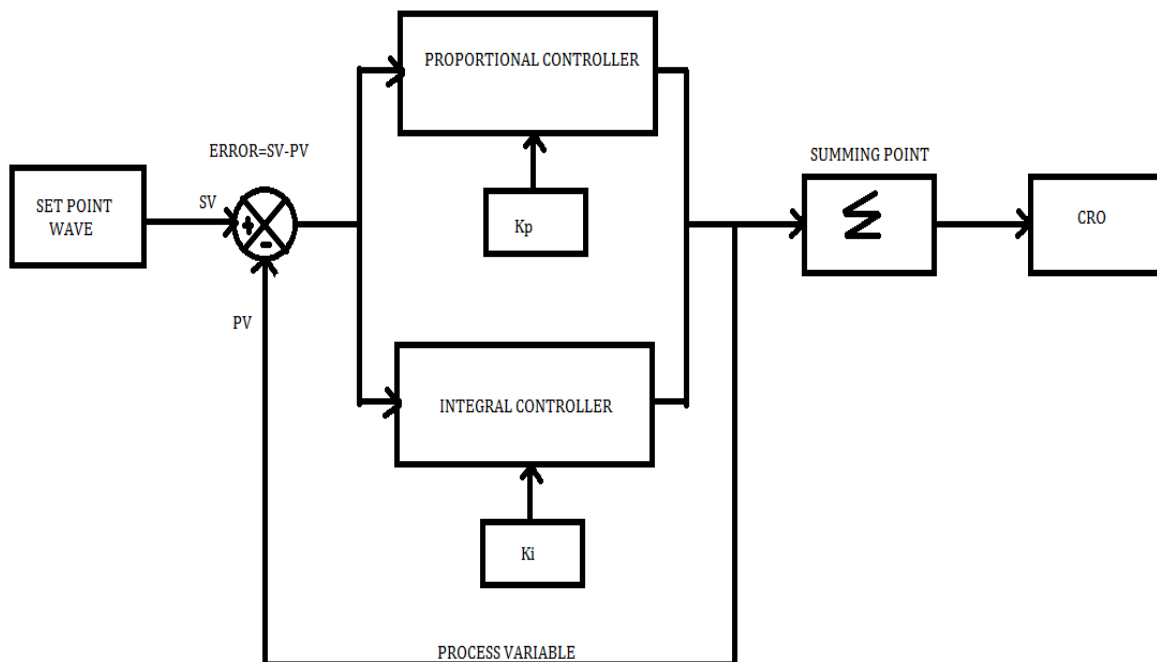 PROPORTIONAL CONTROLLER
ERROR=SV-PV
SUMMING POINT
SET POINT
WAVE
SV
+
-
Kp
Σ
CRO
PV
INTEGRAL CONTROLLER
Ki
PROCESS VARIABLE